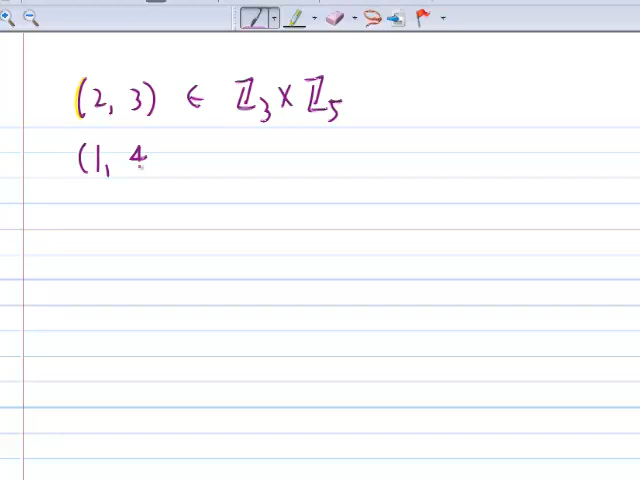 (2, 3) ∈ ℤ₃ × ℤ₅
(1, 4